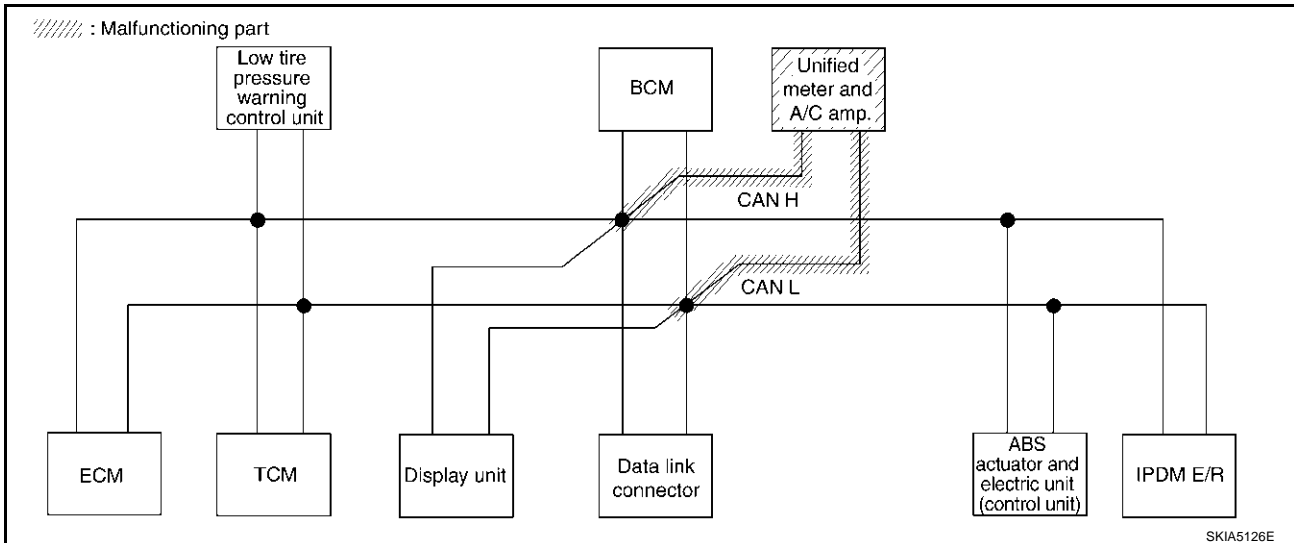 : Malfunctioning part
Low tire
pressure
warning
control unit
BCM
Unified
meter and
A/C amp.
CAN H
CAN L
ECM
TCM
Display unit
Data link
connector
ABS
actuator and
electric unit
(control unit)
IPDM E/R
SKIA5126E